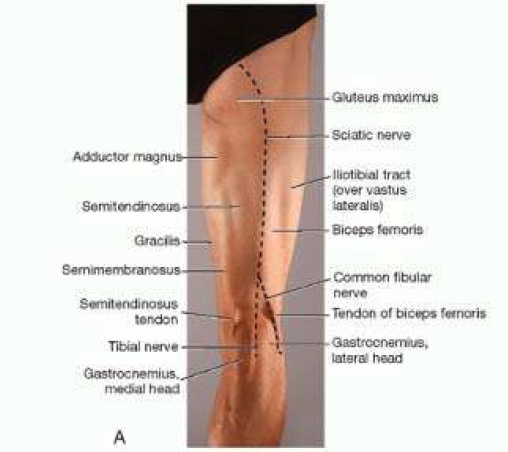 Gluteus maximus
Sciatic nerve
Adductor magnus
Iliotibial tract
(over vastus
lateralis)
Semitendinosus
Biceps femoris
Gracilis
Semimembranosus
Common fibular
nerve
Semitendinosus
tendon
Tendon of biceps femoris
Tibial nerve
Gastrocnemius,
lateral head
Gastrocnemius,
medial head
A